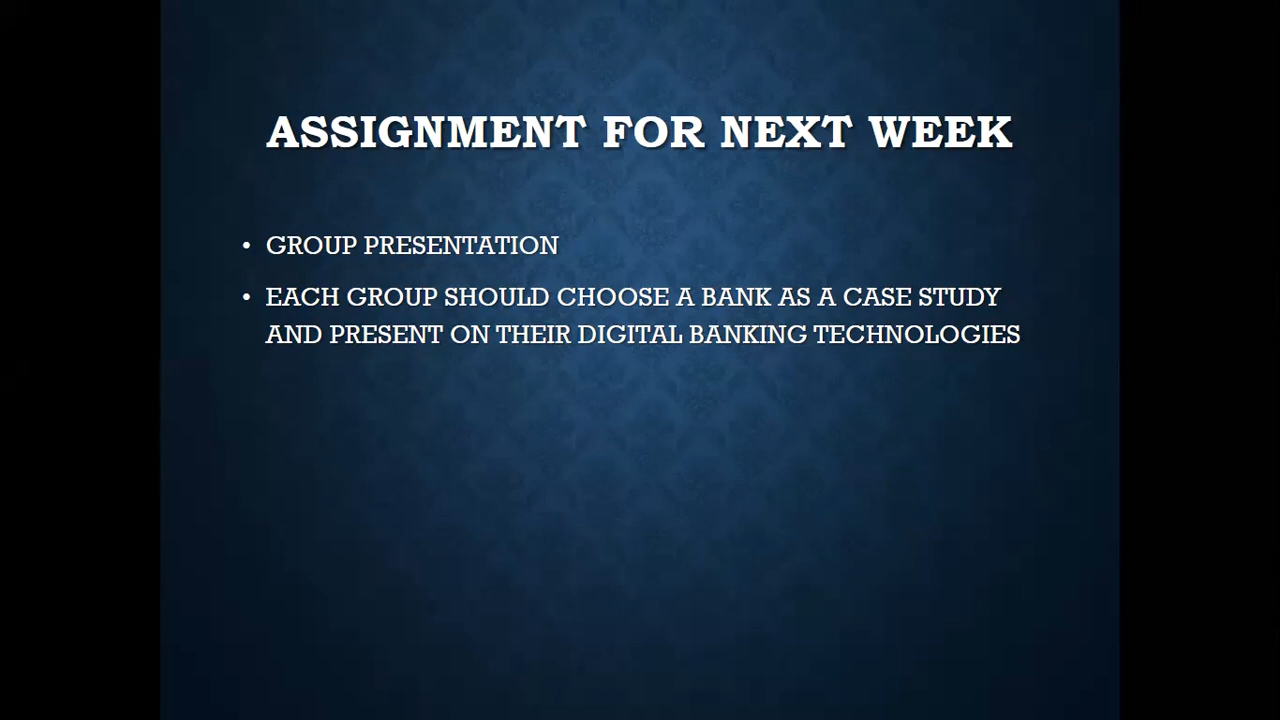 ASSIGNMENT FOR NEXT WEEK
• GROUP PRESENTATION
• EACH GROUP SHOULD CHOOSE A BANK AS A CASE STUDY
AND PRESENT ON THEIR DIGITAL BANKING TECHNOLOGIES